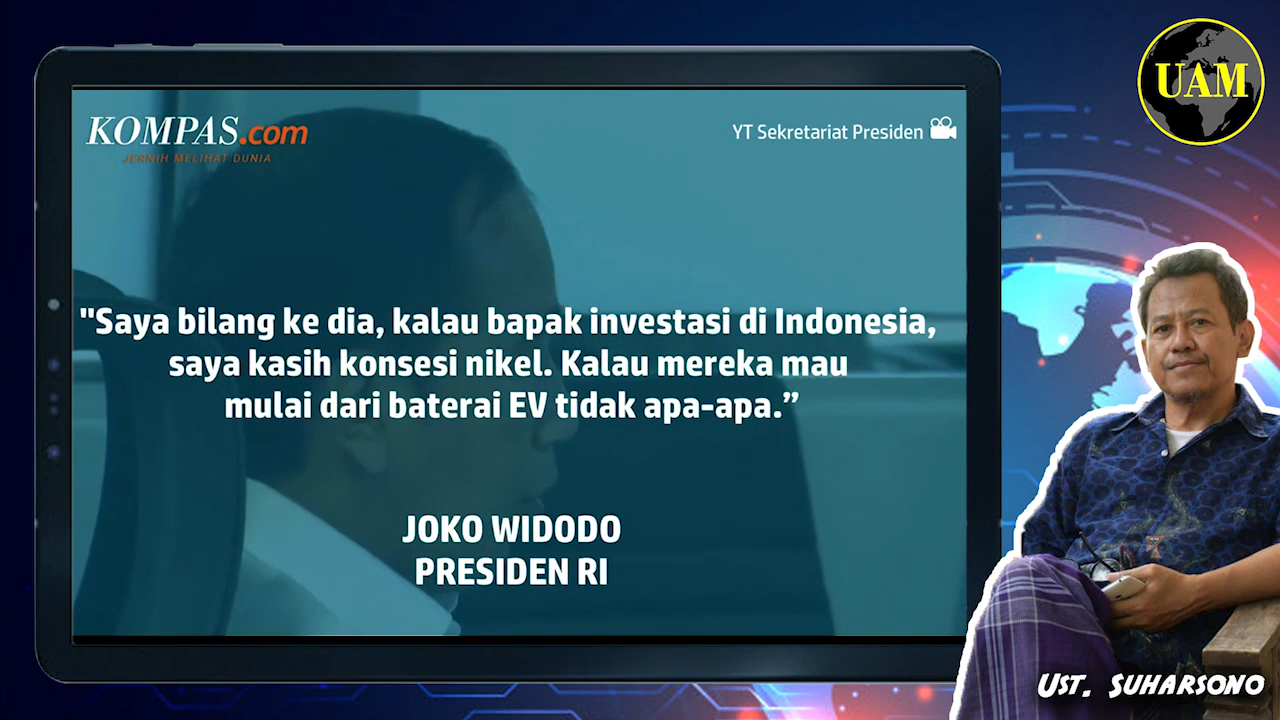 KOMPAS.com
JERNIH MELIHAT DUNIA
YT Sekretariat Presiden
UAM
"Saya bilang ke dia, kalau bapak investasi di Indonesia,
saya kasih konsesi nikel. Kalau mereka mau
mulai dari baterai EV tidak apa-apa.”
JOKO WIDODO
PRESIDEN RI
UST. SUHARSONO